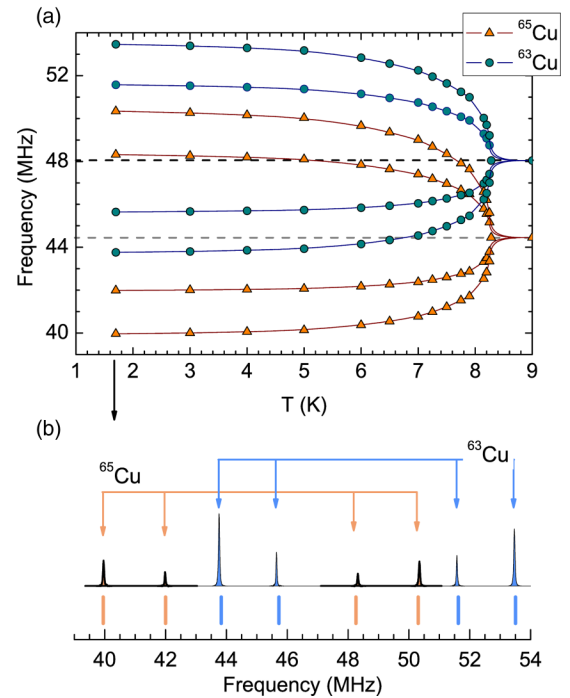 (a)
65Cu
63Cu
52
48
44
40
Frequency (MHz)
1 2 3 4 5 6 7 8 9
T (K)
(b)
65Cu
63Cu
40 42 44 46 48 50 52 54
Frequency (MHz)